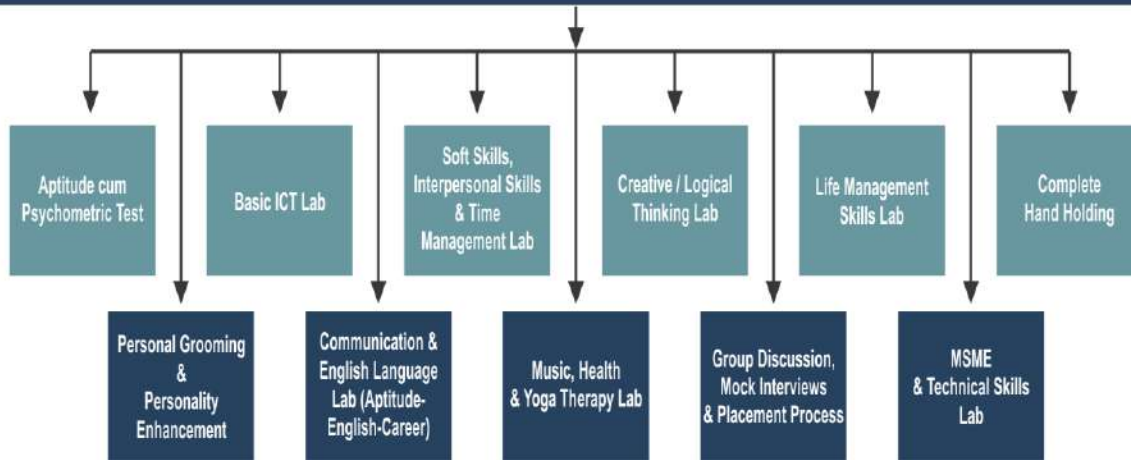 Aptitude cum
Psychometric Test
Basic ICT Lab
Soft Skills,
Interpersonal Skills
& Time
Management Lab
Creative / Logical
Thinking Lab
Life Management
Skills Lab
Complete
Hand Holding
Personal Grooming
&
Personality
Enhancement
Communication &
English Language
Lab (Aptitude-
English-Career)
Music, Health
& Yoga Therapy Lab
Group Discussion,
Mock Interviews
& Placement Process
MSME
& Technical Skills
Lab